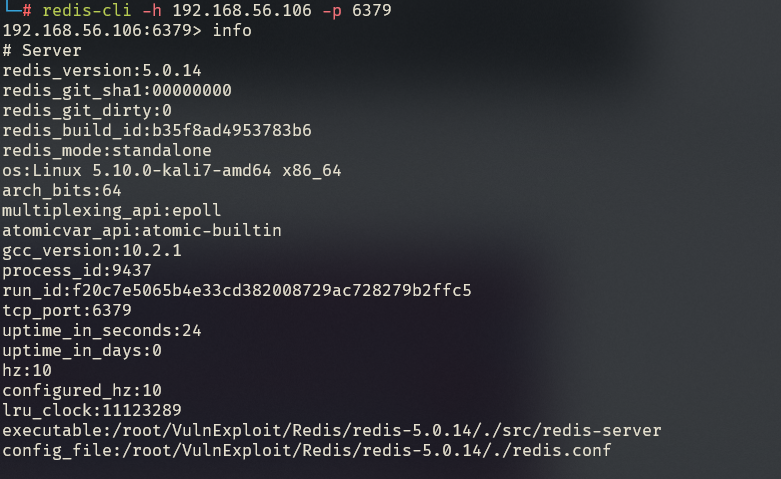 └─# redis-cli -h 192.168.56.106 -p 6379
192.168.56.106:6379> info
# Server
redis_version:5.0.14
redis_git_sha1:00000000
redis_git_dirty:0
redis_build_id:b35f8ad4953783b6
redis_mode:standalone
os:Linux 5.10.0-kali7-amd64 x86_64
arch_bits:64
multiplexing_api:epoll
atomicvar_api:atomic-builtin
gcc_version:10.2.1
process_id:9437
run_id:f20c7e5065b4e33cd382008729ac728279b2ffc5
tcp_port:6379
uptime_in_seconds:24
uptime_in_days:0
hz:10
configured_hz:10
lru_clock:11123289
executable:/root/VulnExploit/Redis/redis-5.0.14/./src/redis-server
config_file:/root/VulnExploit/Redis/redis-5.0.14/./redis.conf